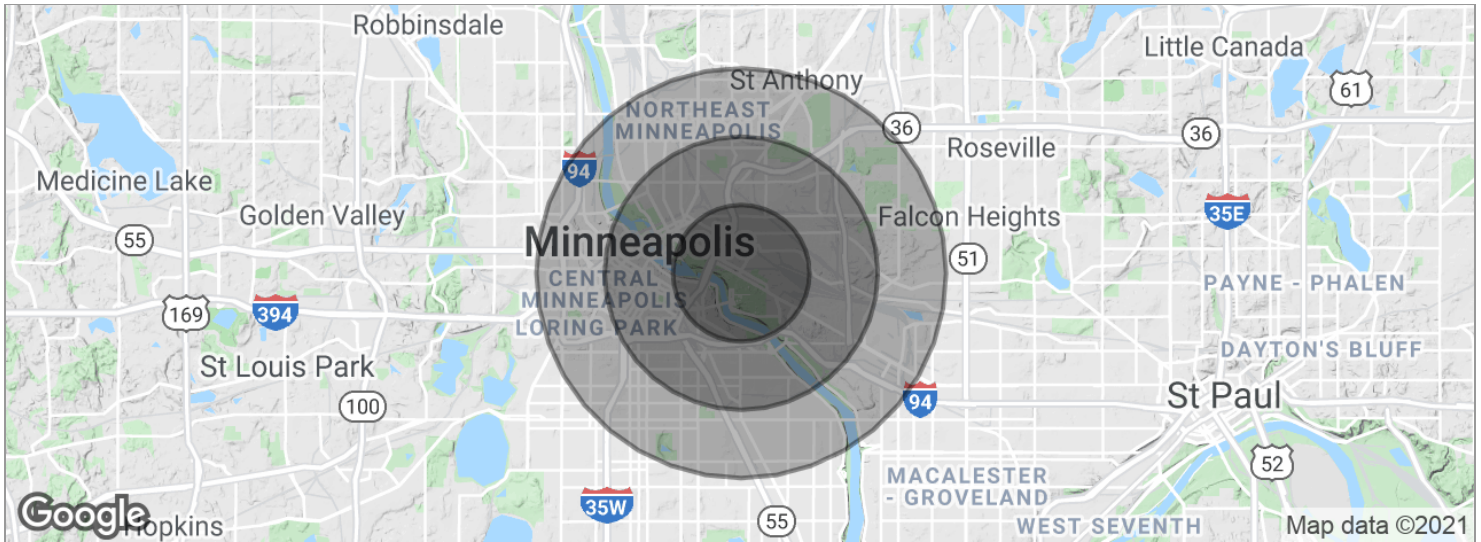 Robbinsdale
Little Canada
St Anthony
61
NORTHEAST
MINNEAPOLIS
36
36
Roseville
94
Medicine Lake
Golden Valley
Falcon Heights
35E
55
Minneapolis
51
CENTRAL
MINNEAPOLIS
PAYNE - PHALEN
169
394
LORING PARK
DAYTON'S BLUFF
St Louis Park
St Paul
100
94
52
MACALESTER
- GROVELAND
35W
55
Google
Hopkins
WEST SEVENTH
Map data ©2021